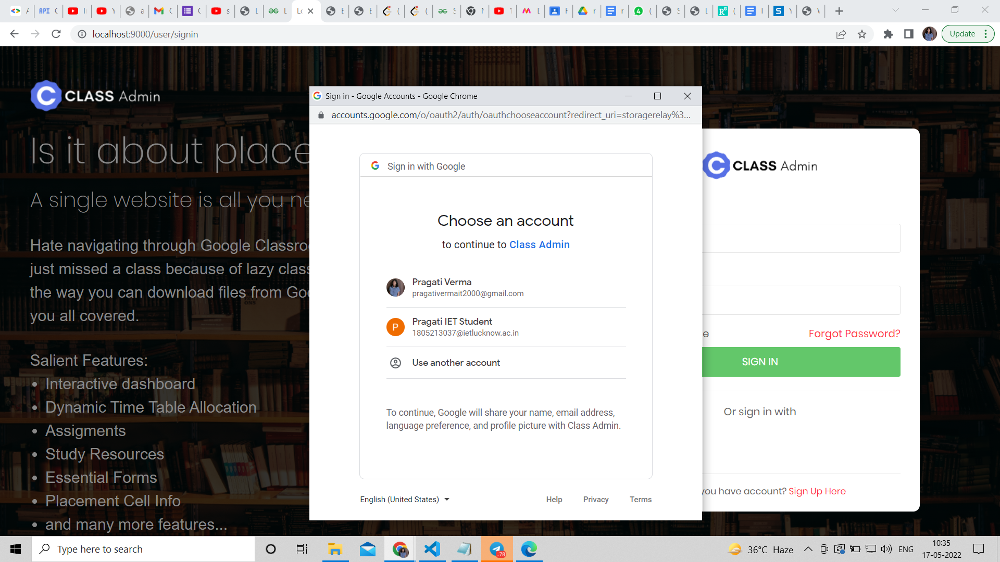 localhost:9000/user/signin
Update
CLASS Admin
Is it about place
A single website is all you ne
Hate navigating through Google Classroo
just missed a class because of lazy class
the way you can download files from Goo
you all covered.
Salient Features:
• Interactive dashboard
• Dynamic Time Table Allocation
• Assigments
• Study Resources
• Essential Forms
• Placement Cell Info
• and many more features...
Sign in - Google Accounts - Google Chrome
accounts.google.com/o/oauth2/auth/oauthchooseaccount?redirect_uri=storagerelay%3...
Sign in with Google
Choose an account
to continue to Class Admin
Pragati Verma
pragativermait2000@gmail.com
P
Pragati IET Student
1805213037@ietlucknow.ac.in
Use another account
To continue, Google will share your name, email address,
language preference, and profile picture with Class Admin.
English (United States)
Help Privacy Terms
CLASS Admin
e
Forgot Password?
SIGN IN
Or sign in with
you have account? Sign Up Here
Type here to search
..78
36°C Haze
ENG
10:35
17-05-2022